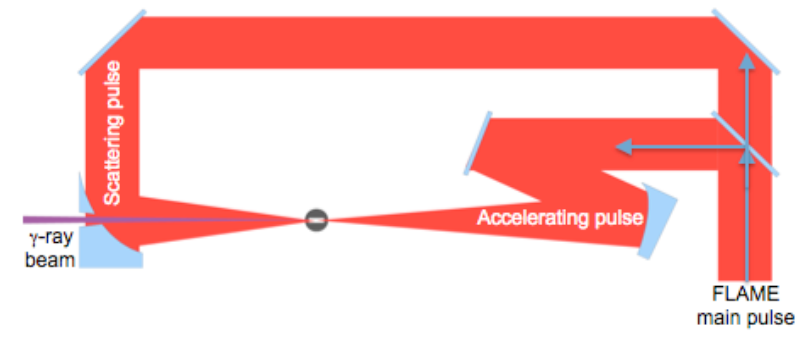 Scattering pulse
Accelerating pulse
γ-ray
beam
FLAME
main pulse